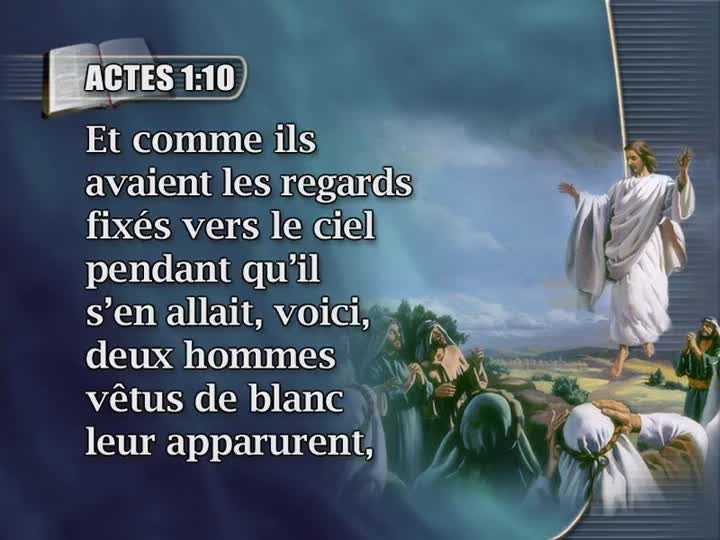 ACTES 1:10
Et comme ils
avaient les regards
fixés vers le ciel
pendant qu’il
s’en allait, voici,
deux hommes
vêtus de blanc
leur apparurent,